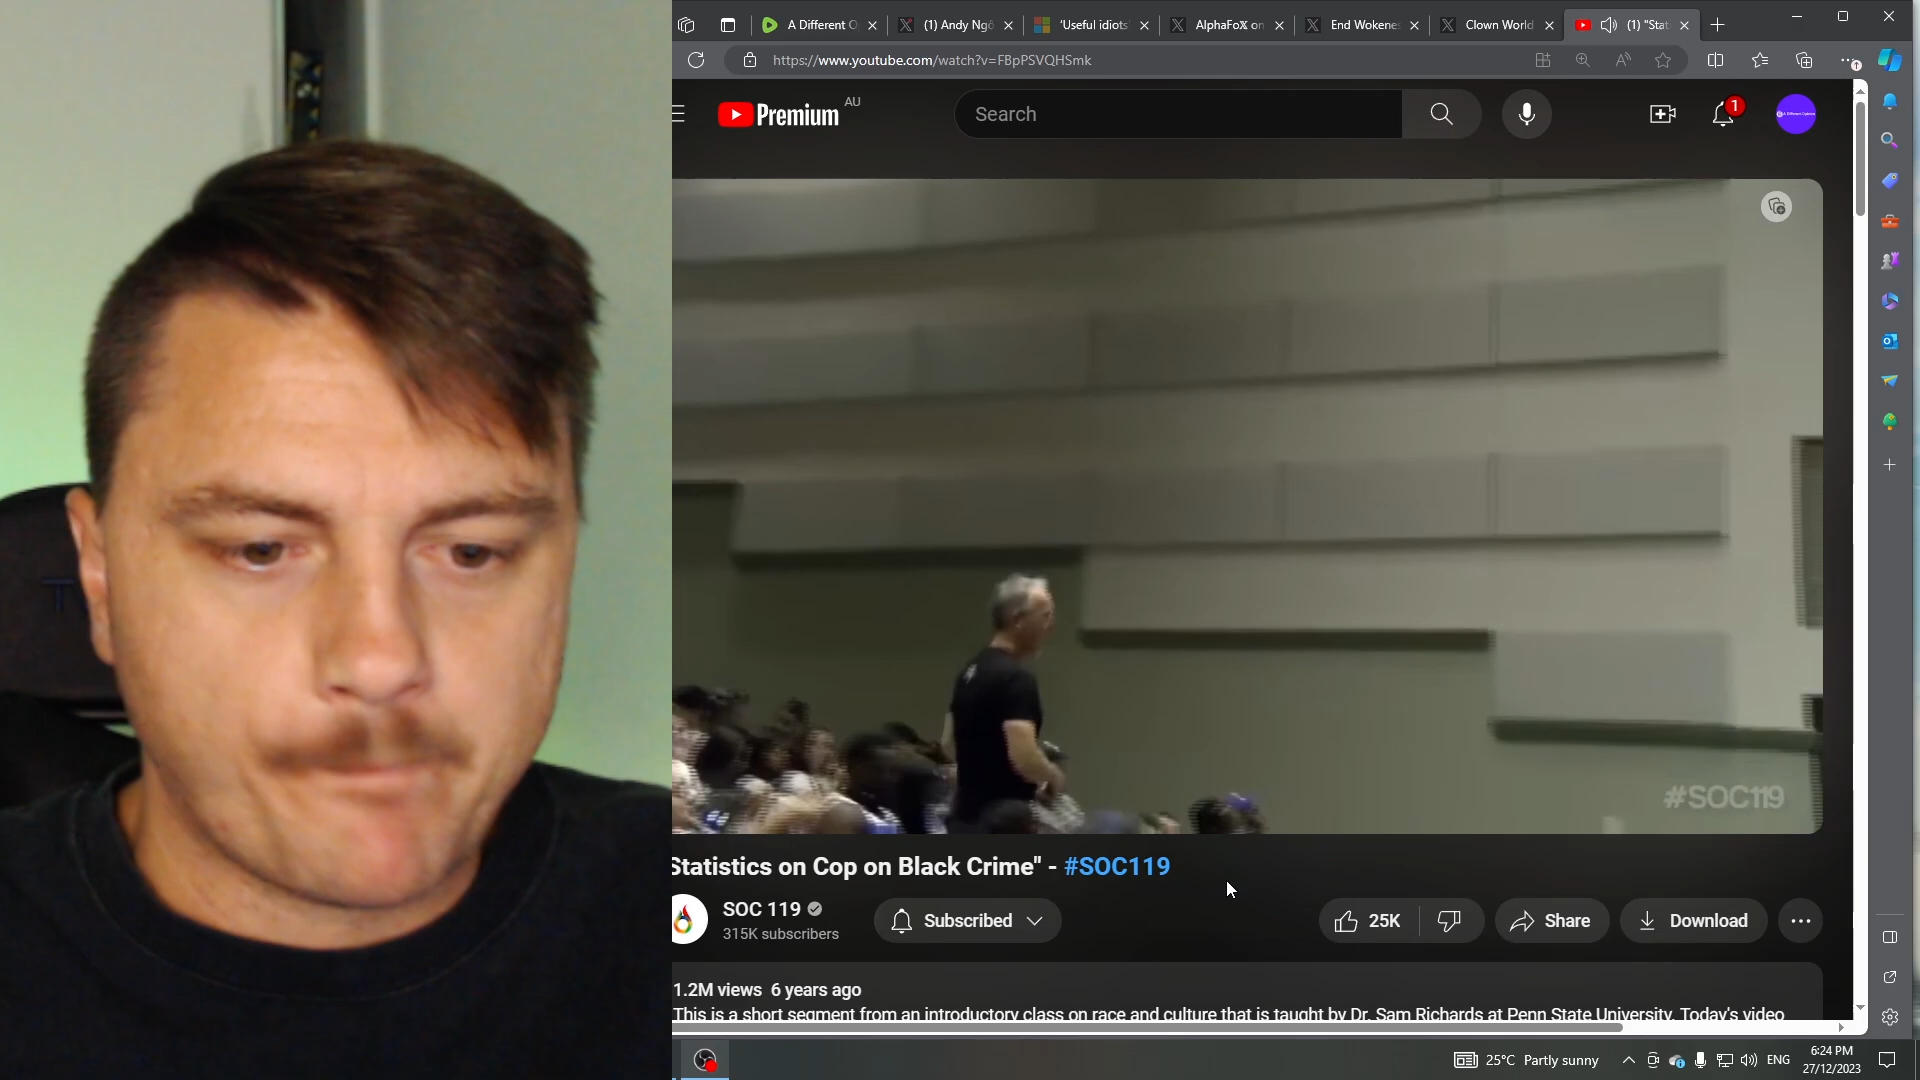 A Different O
(1) Andy Ngô
'Useful idiots'
AlphaFoX on
End Wokenes
Clown World
(1) "Stat
https://www.youtube.com/watch?v=FBpPSVQHSmk
Premium AU
Search
1
#SOC119
Statistics on Cop on Black Crime" - #SOC119
SOC 119
315K subscribers
Subscribed
25K
Share
Download
1.2M views 6 years ago
This is a short segment from an introductory class on race and culture that is taught by Dr. Sam Richards at Penn State University. Today's video
25°C Partly sunny
ENG
6:24 PM
27/12/2023